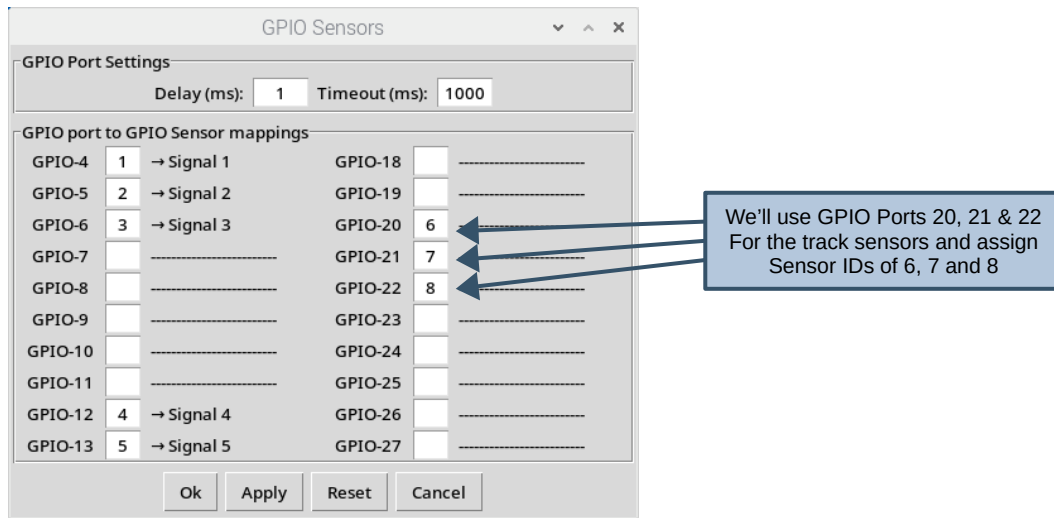 GPIO Sensors
GPIO Port Settings
Delay (ms): 1 Timeout (ms): 1000
GPIO port to GPIO Sensor mappings
GPIO-4 1 → Signal 1 GPIO-18 -------------------------
GPIO-5 2 → Signal 2 GPIO-19 -------------------------
GPIO-6 3 → Signal 3 GPIO-20 6 -------------------------
GPIO-7 ------------------------- GPIO-21 7 -------------------------
GPIO-8 ------------------------- GPIO-22 8 -------------------------
GPIO-9 ------------------------- GPIO-23 -------------------------
GPIO-10 ------------------------- GPIO-24 -------------------------
GPIO-11 ------------------------- GPIO-25 -------------------------
GPIO-12 4 → Signal 4 GPIO-26 -------------------------
GPIO-13 5 → Signal 5 GPIO-27 -------------------------
Ok Apply Reset Cancel
We’ll use GPIO Ports 20, 21 & 22
For the track sensors and assign
Sensor IDs of 6, 7 and 8